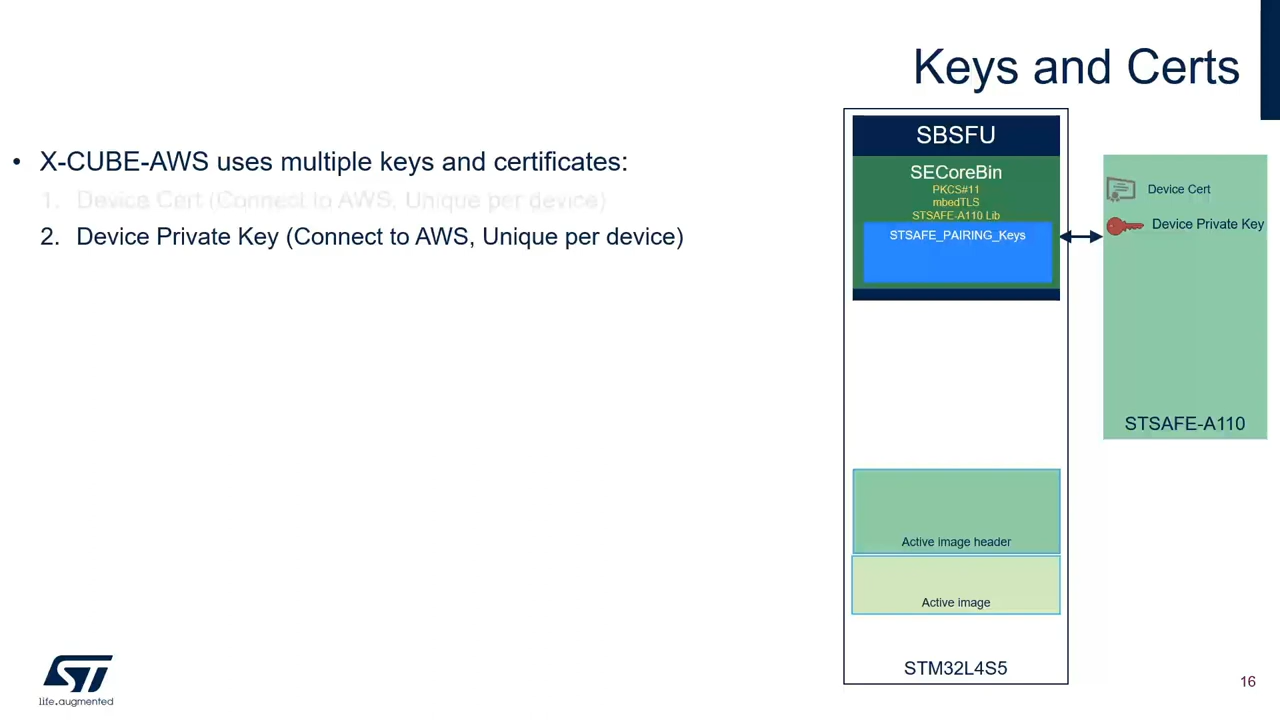 Keys and Certs
• X-CUBE-AWS uses multiple keys and certificates:
1. Device Cert (Connect to AWS, Unique per device)
2. Device Private Key (Connect to AWS, Unique per device)
SBSFU
SECoreBin
PKCS#11
mbedTLS
STSAFE-A110 Lib
STSAFE_PAIRING_Keys
Device Cert
Device Private Key
STSAFE-A110
Active image header
Active image
STM32L4S5
ST
life.augmented
16